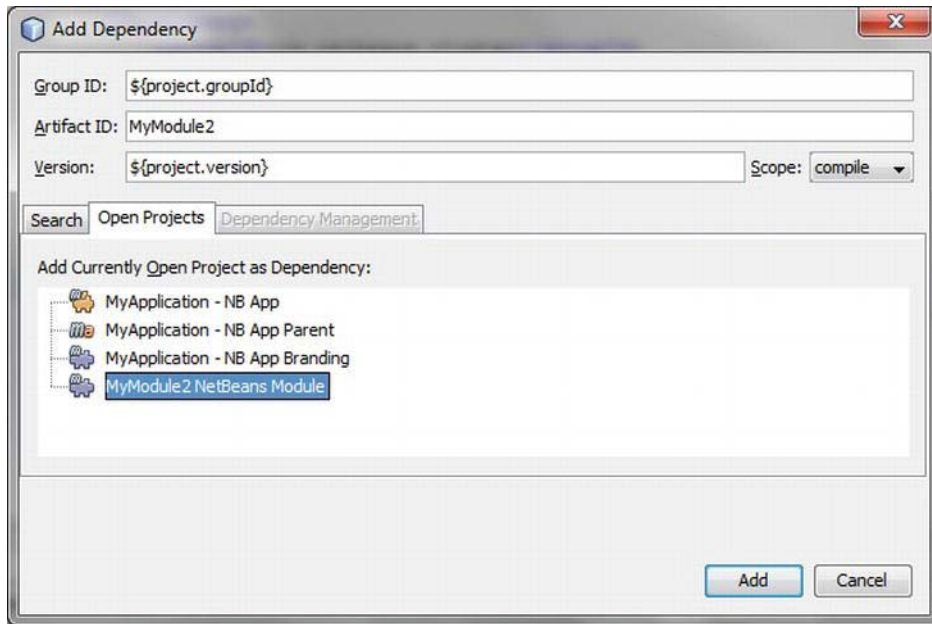 Add Dependency
Group ID: ${project.groupId}
Artifact ID: MyModule2
Version: ${project.version} Scope: compile
Search Open Projects Dependency Management
Add Currently Open Project as Dependency:
MyApplication - NB App
MyApplication - NB App Parent
MyApplication - NB App Branding
MyModule2 NetBeans Module
Add Cancel